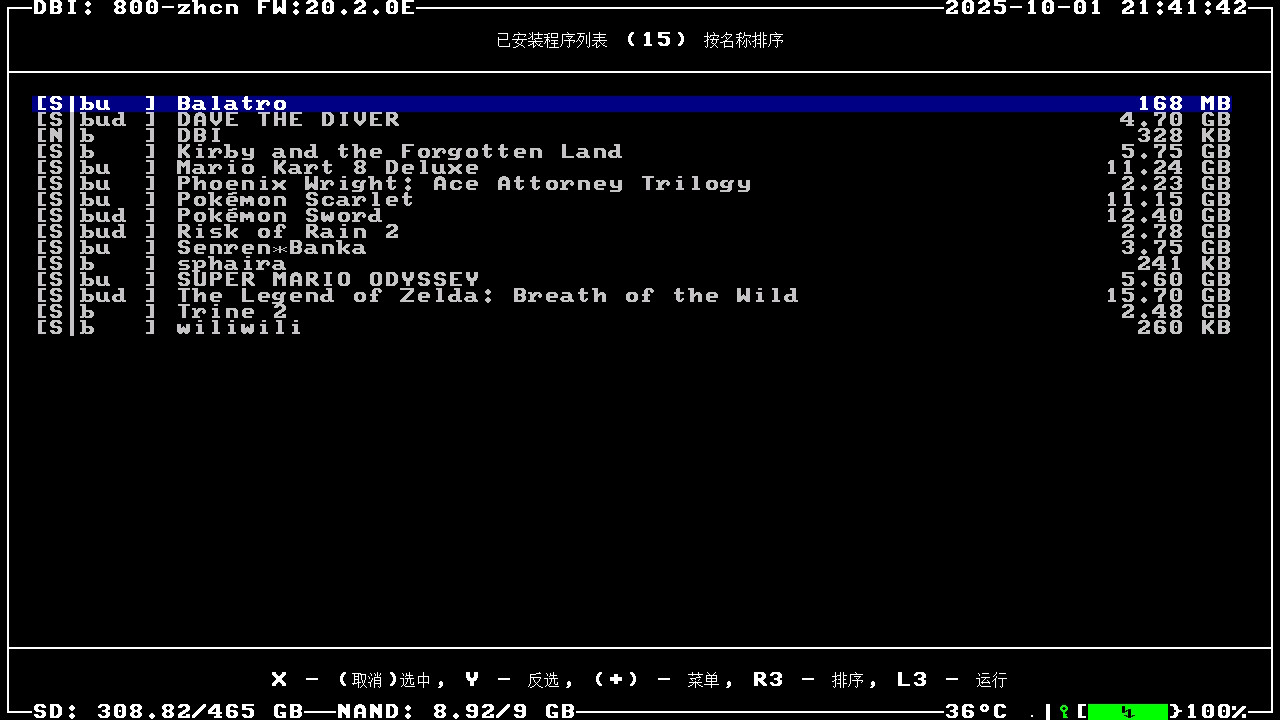 DBI: 800-zhcn FW:20.2.0E 2025-10-01 21:41:42
已安装程序列表 (15) 按名称排序
[S|bu ] Balatro 168 MB
[S|bud ] DAVE THE DIVER 4.70 GB
[N|b ] DBI 328 KB
[S|b ] Kirby and the Forgotten Land 5.75 GB
[S|bu ] Mario Kart 8 Deluxe 11.24 GB
[S|bu ] Phoenix Wright: Ace Attorney Trilogy 2.23 GB
[S|bu ] Pokémon Scarlet 11.15 GB
[S|bud ] Pokémon Sword 12.40 GB
[S|bud ] Risk of Rain 2 2.78 GB
[S|bu ] Senren*Banka 3.75 GB
[S|b ] sphaira 241 KB
[S|bu ] SUPER MARIO ODYSSEY 5.60 GB
[S|bud ] The Legend of Zelda: Breath of the Wild 15.70 GB
[S|b ] Trine 2 2.48 GB
[S|b ] wiliwili 260 KB
X - (取消)选中, Y - 反选, (+) - 菜单, R3 - 排序, L3 - 运行
SD: 308.82/465 GB NAND: 8.92/9 GB 36°C .| [ }100%